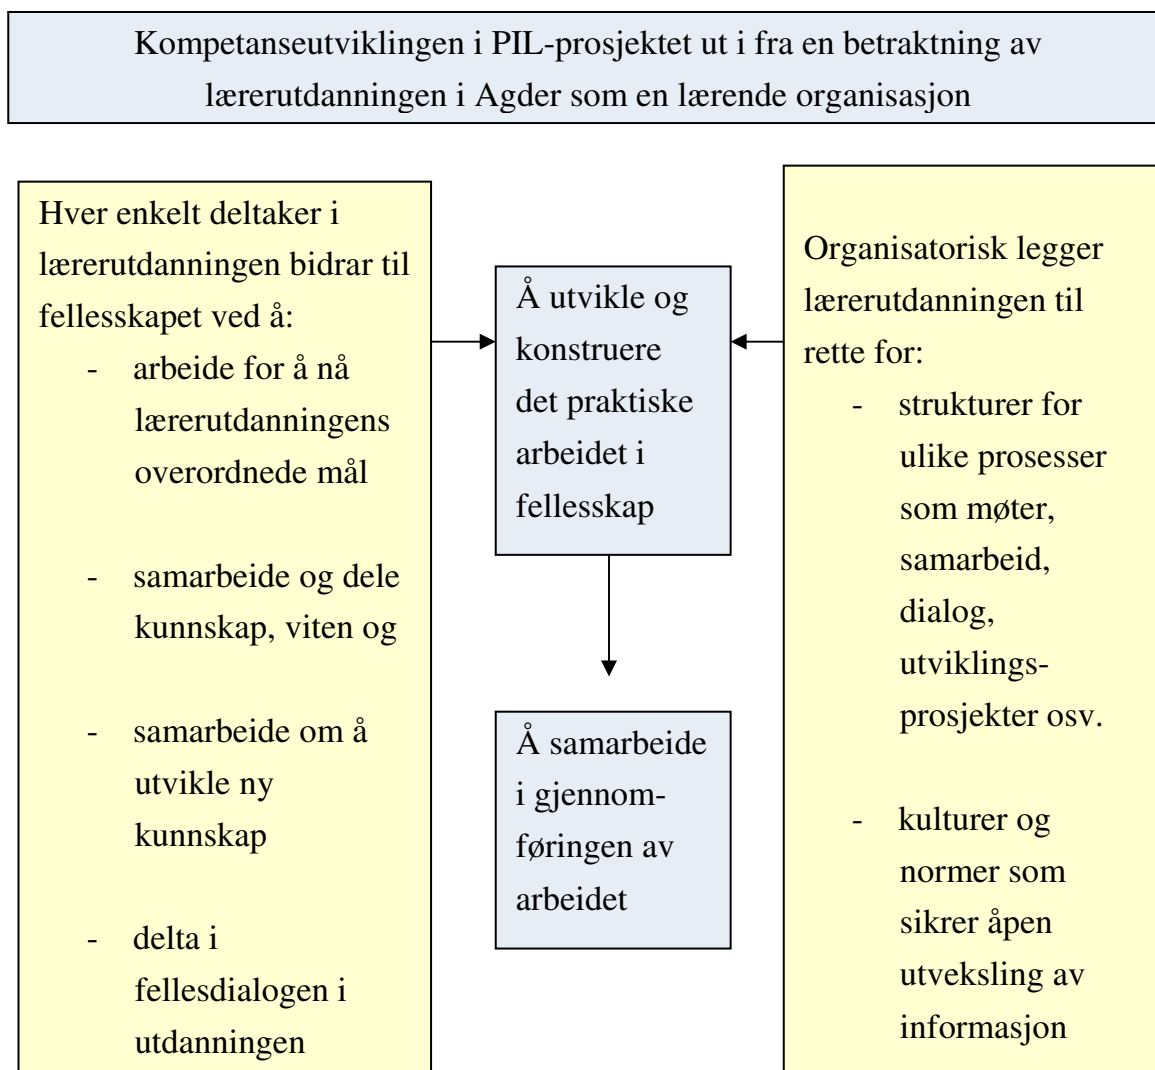 Kompetanseutviklingen i PIL-prosjektet ut i fra en betraktning av
lærerutdanningen i Agder som en lærende organisasjon
Hver enkelt deltaker i
lærerutdanningen bidrar til
fellesskapet ved å:
- arbeide for å nå
lærerutdanningens
overordnede mål
- samarbeide og dele
kunnskap, viten og
- samarbeide om å
utvikle ny
kunnskap
- delta i
fellesdialogen i
utdanningen
Å utvikle og
konstruere
det praktiske
arbeidet i
fellesskap
Å samarbeide
i gjennom-
føringen av
arbeidet
Organisatorisk legger
lærerutdanningen til
rette for:
- strukturer for
ulike prosesser
som møter,
samarbeid,
dialog,
utviklings-
prosjekter osv.
- kulturer og
normer som
sikrer åpen
utveksling av
informasjon